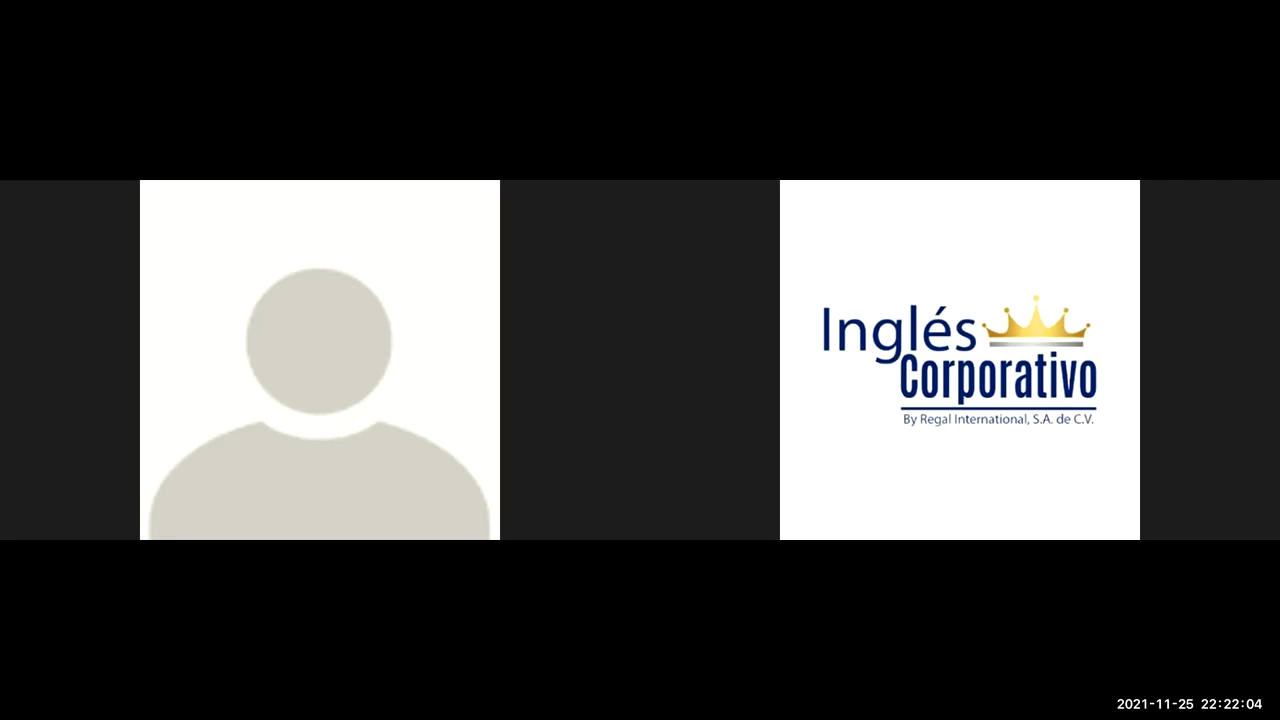 Inglés
Corporativo
By Regal International, S.A. de C.V.
2021-11-25 22:22:04